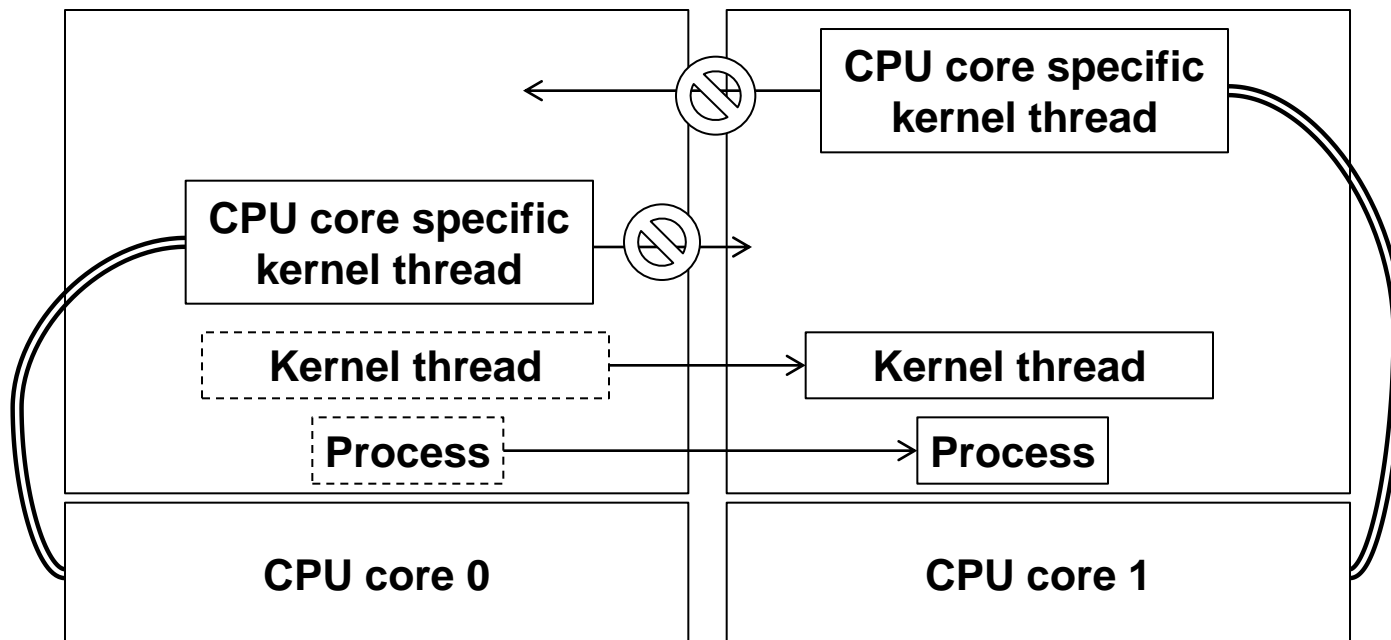 CPU core specific
kernel thread
CPU core specific
kernel thread
Kernel thread
Kernel thread
Process
Process
CPU core 0
CPU core 1